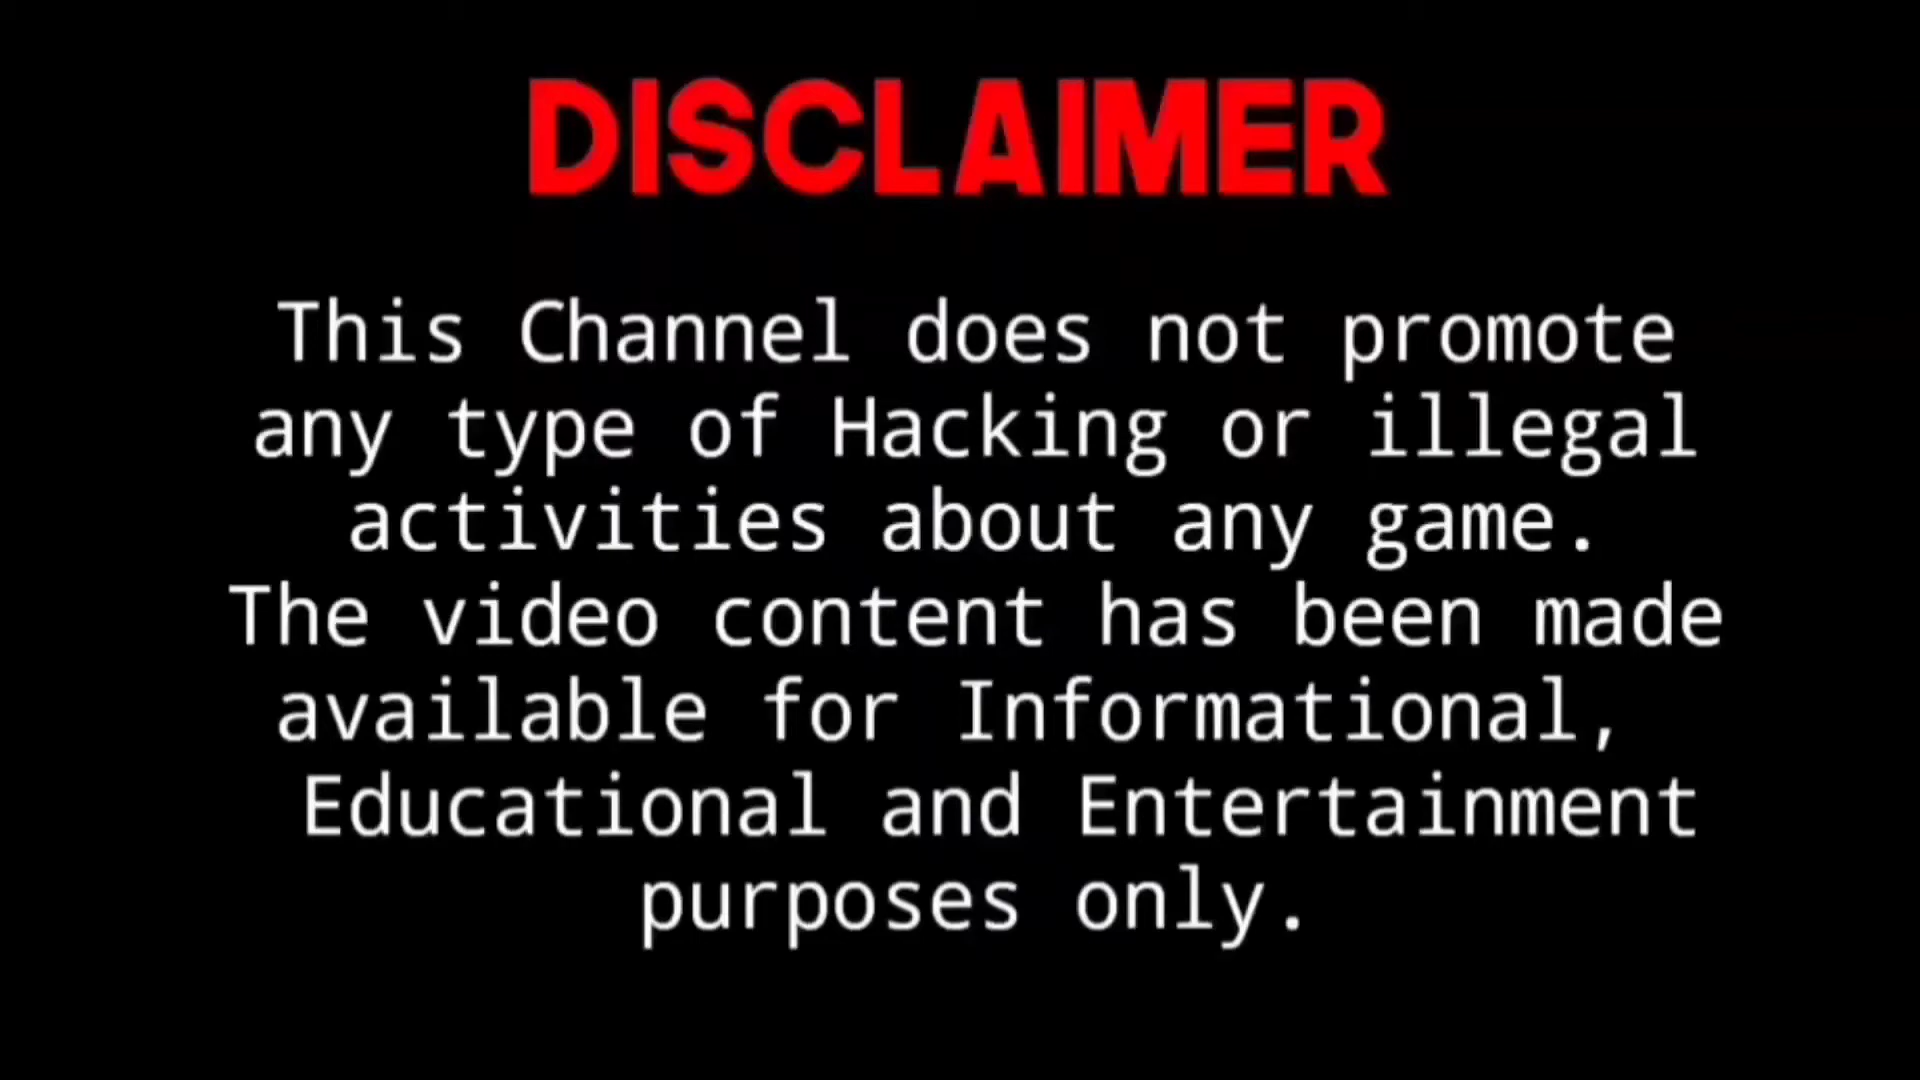 DISCLAIMER
This Channel does not promote
any type of Hacking or illegal
activities about any game.
The video content has been made
available for Informational,
Educational and Entertainment
purposes only.